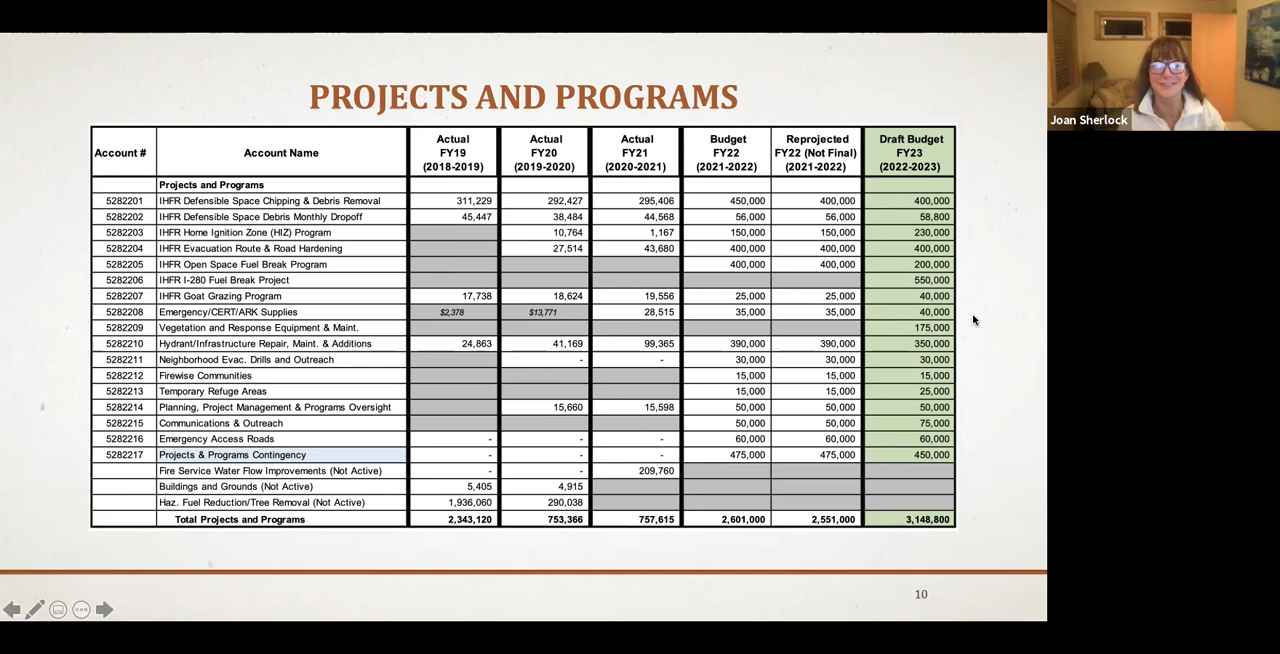 PROJECTS AND PROGRAMS
Account # Account Name Actual FY19 (2018-2019) Actual FY20 (2019-2020) Actual FY21 (2020-2021) Budget FY22 (2021-2022) Reprojected FY22 (Not Final) (2021-2022) Draft Budget FY23 (2022-2023)
Projects and Programs
5282201 IHFR Defensible Space Chipping & Debris Removal 311,229 292,427 295,406 450,000 400,000 400,000
5282202 IHFR Defensible Space Debris Monthly Dropoff 45,447 38,484 44,568 56,000 56,000 58,800
5282203 IHFR Home Ignition Zone (HIZ) Program 10,764 1,167 150,000 150,000 230,000
5282204 IHFR Evacuation Route & Road Hardening 27,514 43,680 400,000 400,000 400,000
5282205 IHFR Open Space Fuel Break Program 400,000 400,000 200,000
5282206 IHFR I-280 Fuel Break Project 550,000
5282207 IHFR Goat Grazing Program 17,738 18,624 19,556 25,000 25,000 40,000
5282208 Emergency/CERT/ARK Supplies $2,378 $13,771 28,515 35,000 35,000 40,000
5282209 Vegetation and Response Equipment & Maint. 175,000
5282210 Hydrant/Infrastructure Repair, Maint. & Additions 24,863 41,169 99,365 390,000 390,000 350,000
5282211 Neighborhood Evac. Drills and Outreach - - 30,000 30,000 30,000
5282212 Firewise Communities 15,000 15,000 15,000
5282213 Temporary Refuge Areas 15,000 15,000 25,000
5282214 Planning, Project Management & Programs Oversight 15,660 15,598 50,000 50,000 50,000
5282215 Communications & Outreach 50,000 50,000 75,000
5282216 Emergency Access Roads - - - 60,000 60,000 60,000
5282217 Projects & Programs Contingency - - - 475,000 475,000 450,000
Fire Service Water Flow Improvements (Not Active) - - 209,760
Buildings and Grounds (Not Active) 5,405 4,915
Haz. Fuel Reduction/Tree Removal (Not Active) 1,936,060 290,038
Total Projects and Programs 2,343,120 753,366 757,615 2,601,000 2,551,000 3,148,800
10
Joan Sherlock